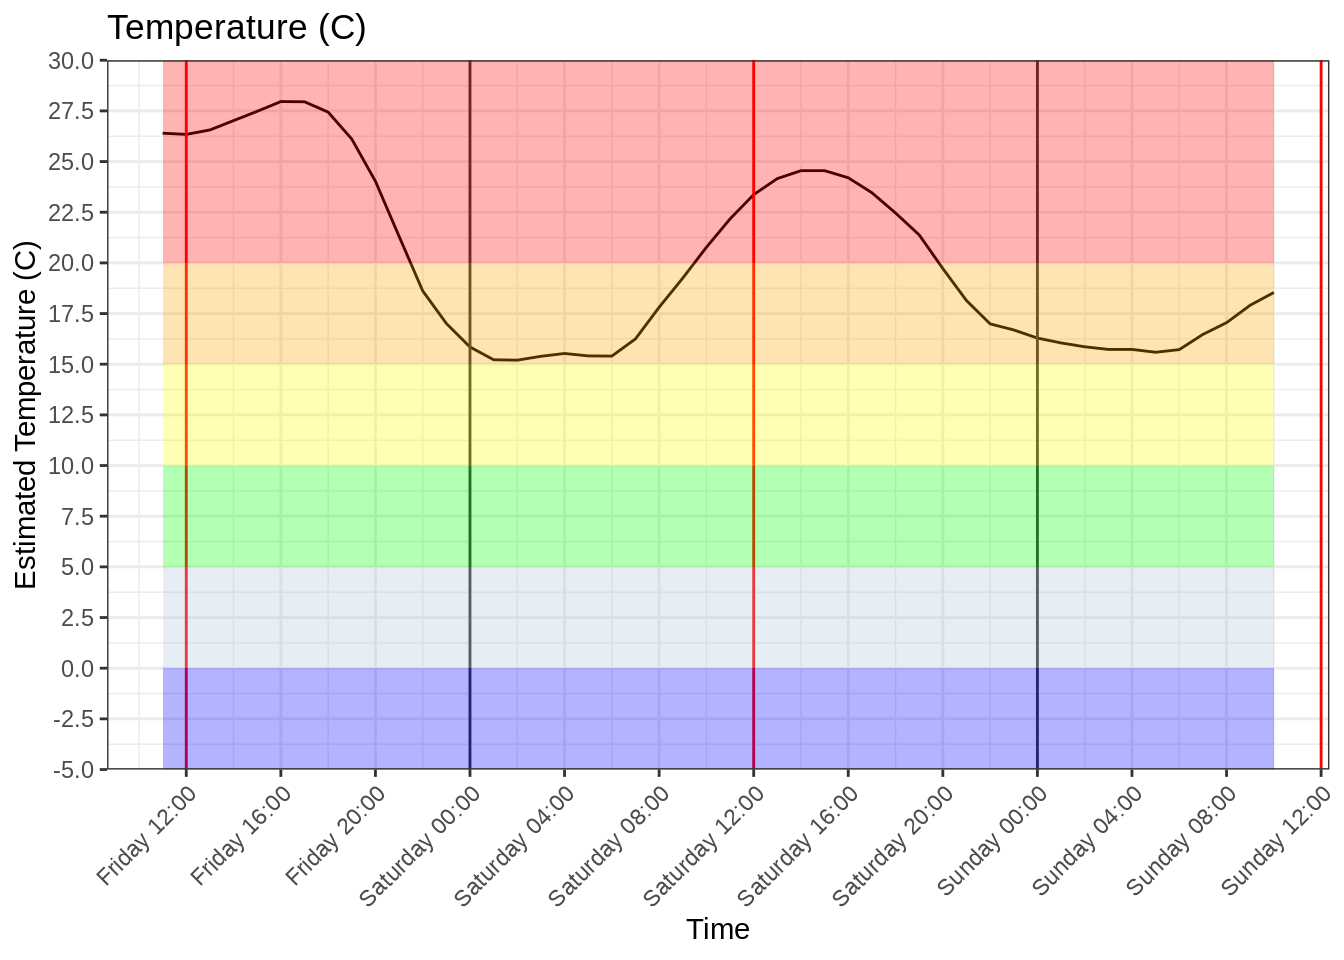 Temperature (C)
30.0
27.5
25.0
22.5
20.0
17.5
15.0
12.5
10.0
7.5
5.0
2.5
0.0
-2.5
-5.0
Estimated Temperature (C)
Friday 12:00
Friday 16:00
Friday 20:00
Saturday 00:00
Saturday 04:00
Saturday 08:00
Saturday 12:00
Saturday 16:00
Saturday 20:00
Sunday 00:00
Sunday 04:00
Sunday 08:00
Sunday 12:00
Time